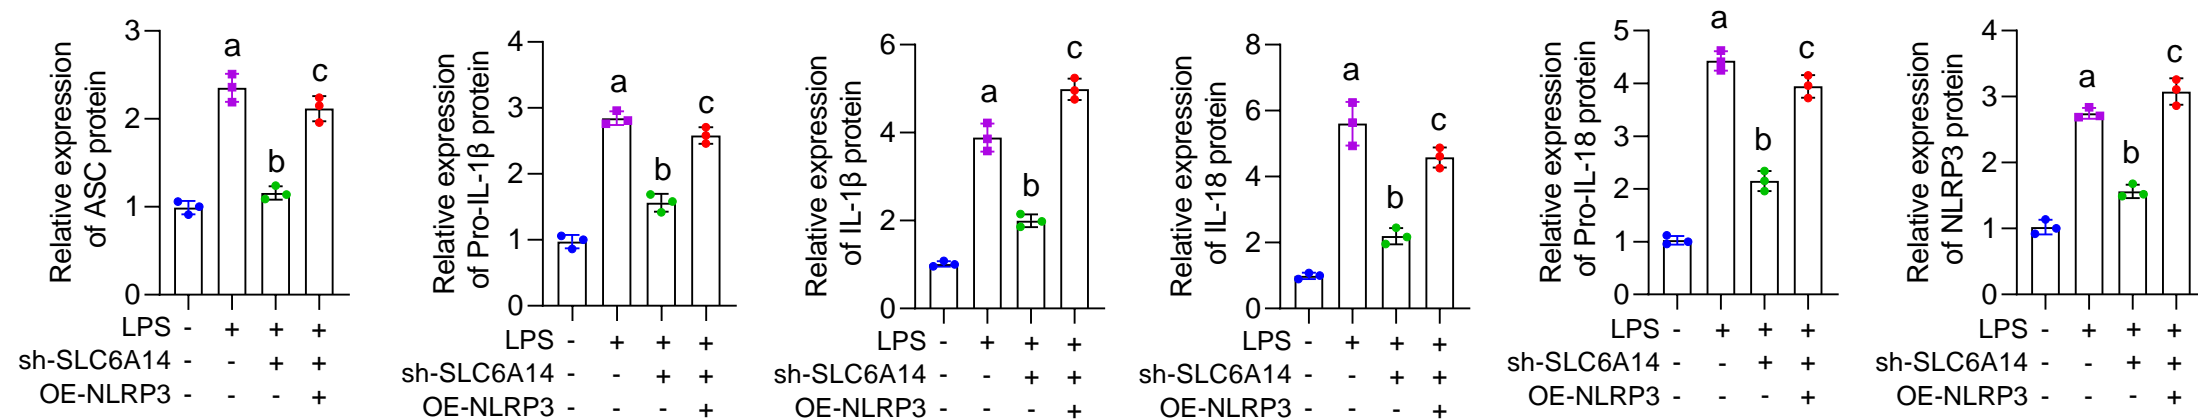 Relative expression
of ASC protein
3
2
1
0
a
b
c
LPS - + + +
sh-SLC6A14 - - + +
OE-NLRP3 - - - +
Relative expression
of Pro-IL-1β protein
4
3
2
1
0
a
b
c
LPS - + + +
sh-SLC6A14 - - + +
OE-NLRP3 - - - +
Relative expression
of IL-1β protein
6
4
2
0
a
b
c
LPS - + + +
sh-SLC6A14 - - + +
OE-NLRP3 - - - +
Relative expression
of IL-18 protein
8
6
4
2
0
a
b
c
LPS - + + +
sh-SLC6A14 - - + +
OE-NLRP3 - - - +
Relative expression
of Pro-IL-18 protein
5
4
3
2
1
0
a
b
c
LPS - + + +
sh-SLC6A14 - - + +
OE-NLRP3 - - - +
Relative expression
of NLRP3 protein
4
3
2
1
0
a
b
c
LPS - + + +
sh-SLC6A14 - - + +
OE-NLRP3 - - - +